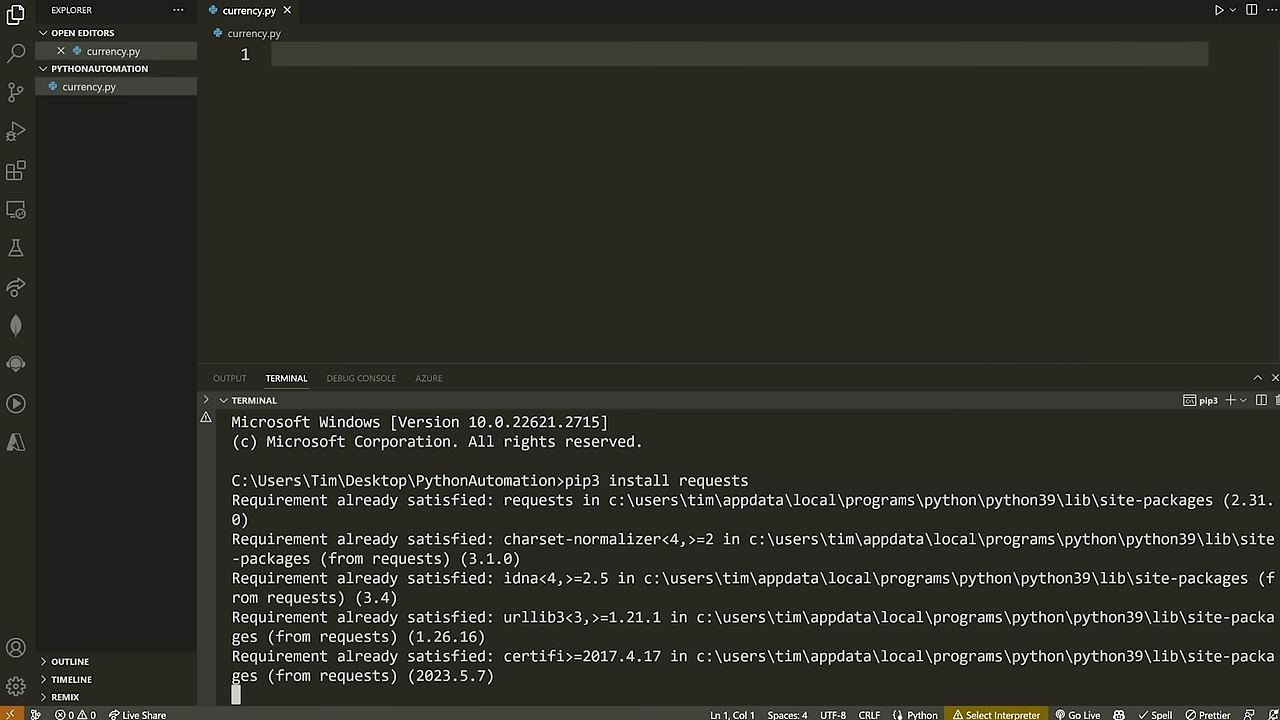 EXPLORER
currency.py
OPEN EDITORS
currency.py
currency.py
1
PYTHONAUTOMATION
currency.py
OUTPUT TERMINAL DEBUG CONSOLE AZURE
TERMINAL
pip3
Microsoft Windows [Version 10.0.22621.2715]
(c) Microsoft Corporation. All rights reserved.
C:\Users\Tim\Desktop\PythonAutomation>pip3 install requests
Requirement already satisfied: requests in c:\users\tim\appdata\local\programs\python\python39\lib\site-packages (2.31.
0)
Requirement already satisfied: charset-normalizer<4,>=2 in c:\users\tim\appdata\local\programs\python\python39\lib\site
-packages (from requests) (3.1.0)
Requirement already satisfied: idna<4,>=2.5 in c:\users\tim\appdata\local\programs\python\python39\lib\site-packages (f
rom requests) (3.4)
Requirement already satisfied: urllib3<3,>=1.21.1 in c:\users\tim\appdata\local\programs\python\python39\lib\site-packa
ges (from requests) (1.26.16)
Requirement already satisfied: certifi>=2017.4.17 in c:\users\tim\appdata\local\programs\python\python39\lib\site-packa
ges (from requests) (2023.5.7)
OUTLINE
TIMELINE
REMIX
0 0 Live Share Ln 1, Col 1 Spaces: 4 UTF-8 CRLF Python Select Interpreter Go Live Spell Prettier